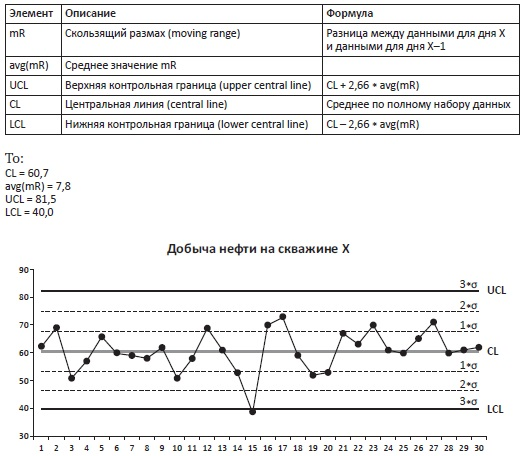 Элемент Описание Формула
mR Скользящий размах (moving range) Разница между данными для дня X
и данными для дня X–1
avg(mR) Среднее значение mR
UCL Верхняя контрольная граница (upper central line) CL + 2,66 * avg(mR)
CL Центральная линия (central line) Среднее по полному набору данных
LCL Нижняя контрольная граница (lower central line) CL – 2,66 * avg(mR)
То:
CL = 60,7
avg(mR) = 7,8
UCL = 81,5
LCL = 40,0
Добыча нефти на скважине X
90
3*σ UCL
80
2*σ
70
1*σ
60 CL
1*σ
50
2*σ
40 3*σ LCL
30
1 2 3 4 5 6 7 8 9 10 11 12 13 14 15 16 17 18 19 20 21 22 23 24 25 26 27 28 29 30